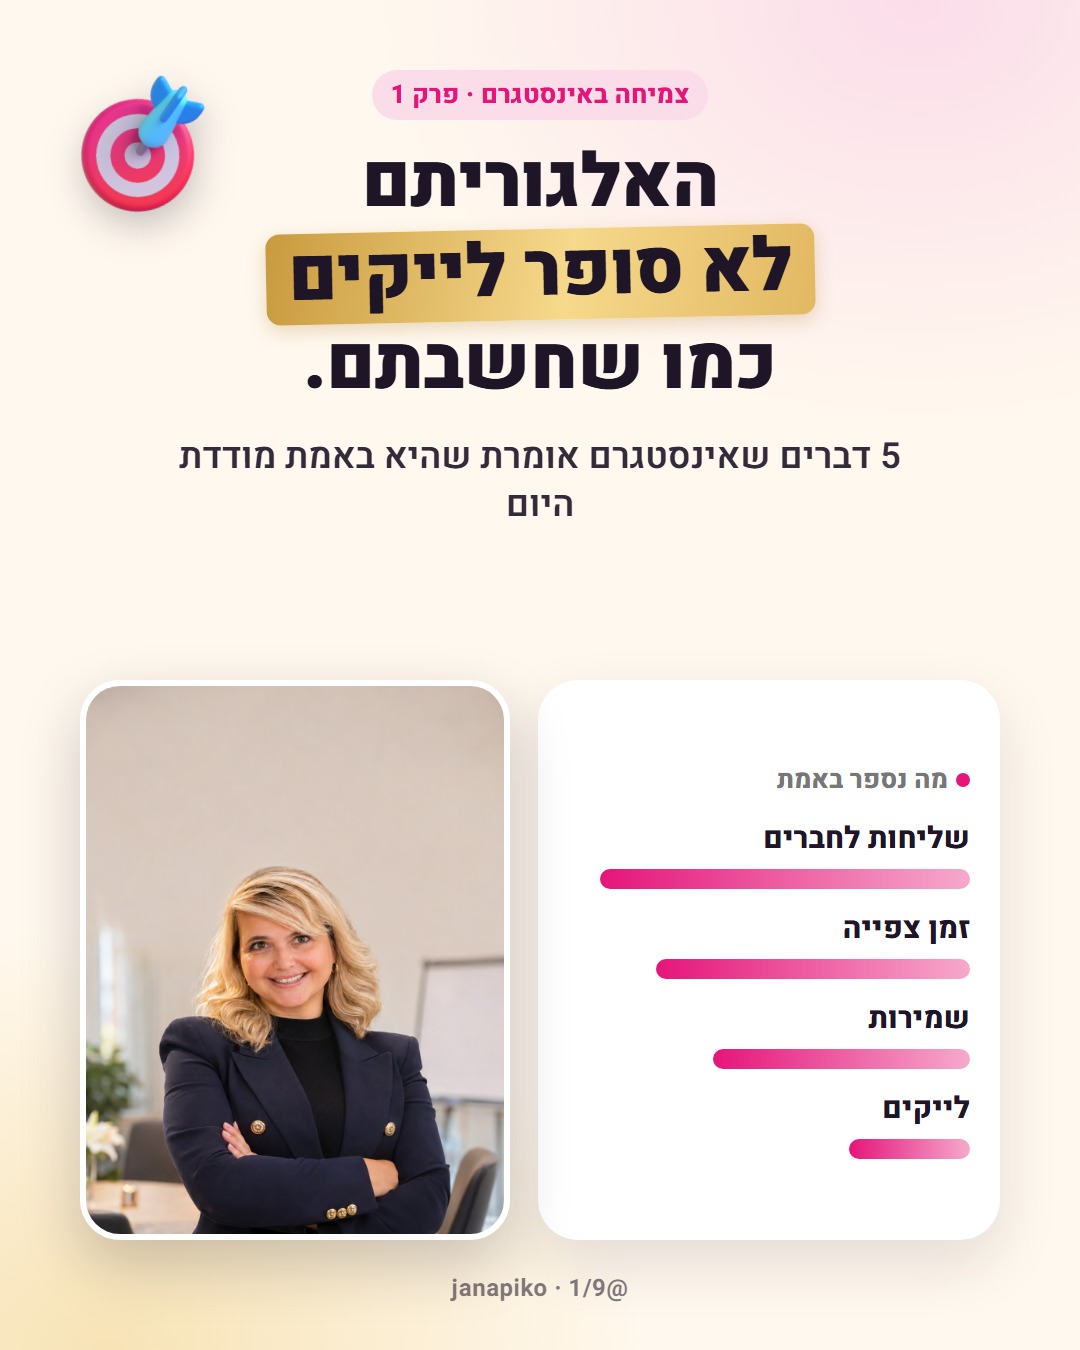 צמיחה באינסטגרם · פרק 1
האלגוריתם
לא סופר לייקים
כמו שחשבתם.
5 דברים שאינסטגרם אומרת שהיא באמת מודדת
היום
מה נספר באמת
שליחות לחברים
זמן צפייה
שמירות
לייקים
janapiko · 1/9@